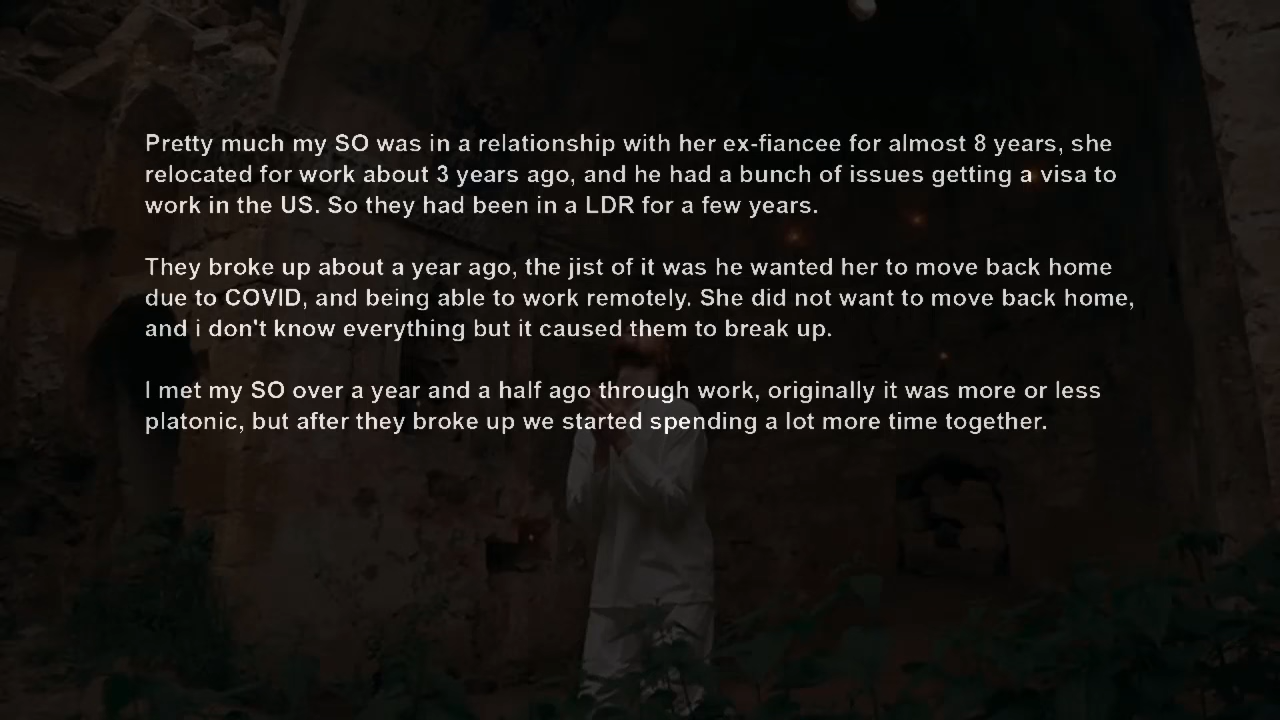 Pretty much my SO was in a relationship with her ex-fiancee for almost 8 years, she
relocated for work about 3 years ago, and he had a bunch of issues getting a visa to
work in the US. So they had been in a LDR for a few years.
They broke up about a year ago, the jist of it was he wanted her to move back home
due to COVID, and being able to work remotely. She did not want to move back home,
and i don't know everything but it caused them to break up.
I met my SO over a year and a half ago through work, originally it was more or less
platonic, but after they broke up we started spending a lot more time together.